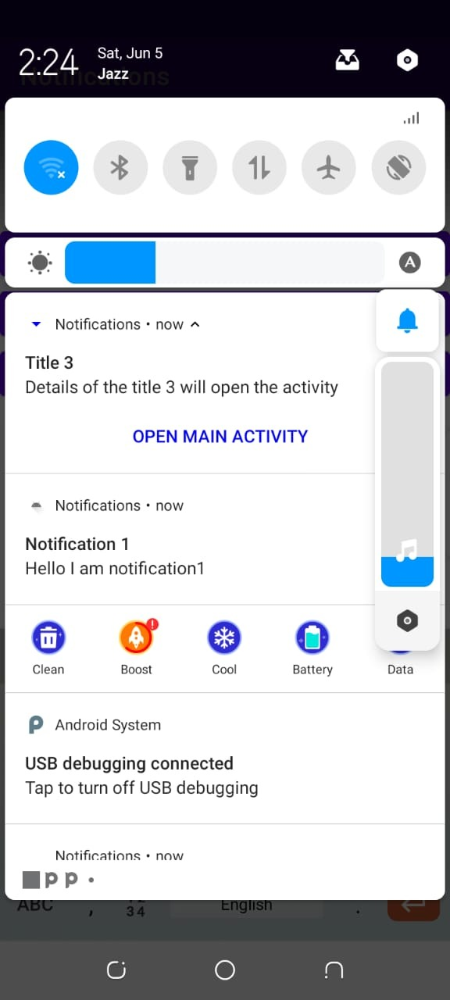 2:24
Sat, Jun 5
Jazz
Notifications
A
Notifications • now
Title 3
Details of the title 3 will open the activity
OPEN MAIN ACTIVITY
Notifications • now
Notification 1
Hello I am notification1
Clean Boost Cool Battery Data
Android System
USB debugging connected
Tap to turn off USB debugging
Notifications • now
ABC , 12 34 English .